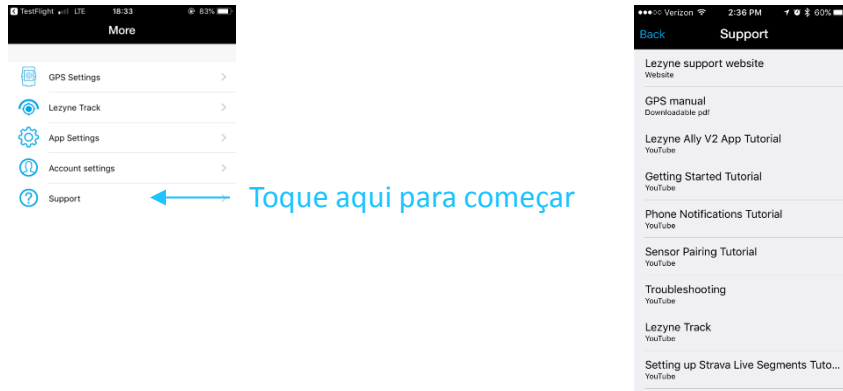 TestFlight LTE 18:33 83%
More
GPS Settings
Lezyne Track
App Settings
Account settings
Support
Toque aqui para começar
Verizon 2:36 PM 60%
Back Support
Lezyne support website
Website
GPS manual
Downloadable pdf
Lezyne Ally V2 App Tutorial
YouTube
Getting Started Tutorial
YouTube
Phone Notifications Tutorial
YouTube
Sensor Pairing Tutorial
YouTube
Troubleshooting
YouTube
Lezyne Track
YouTube
Setting up Strava Live Segments Tuto...
YouTube